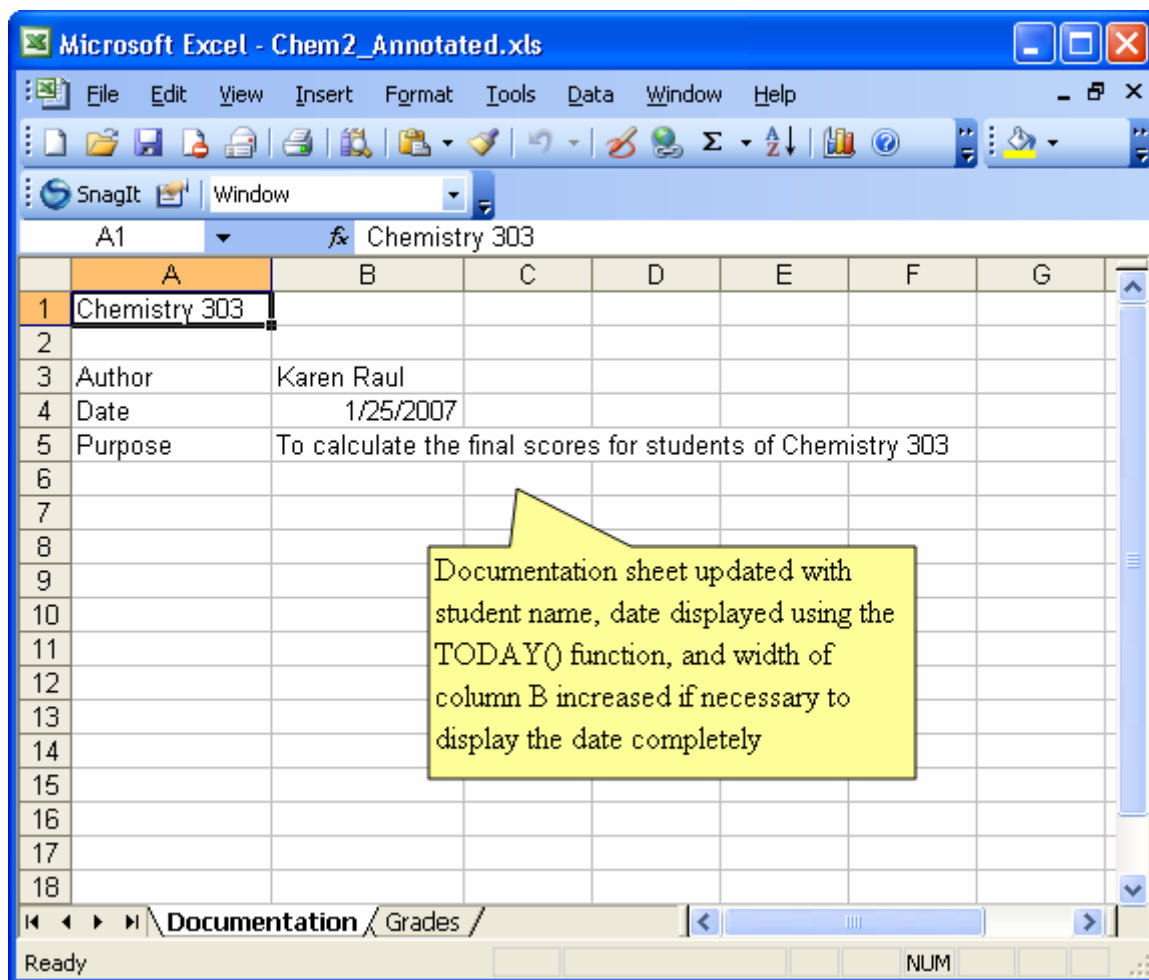 Microsoft Excel - Chem2_Annotated.xls
File Edit View Insert Format Tools Data Window Help
SnagIt Window
A1 fx Chemistry 303
A B C D E F G
1 Chemistry 303
2
3 Author Karen Raul
4 Date 1/25/2007
5 Purpose To calculate the final scores for students of Chemistry 303
6
7
8
9
10
11
12
13
14
15
16
17
18
Documentation sheet updated with
student name, date displayed using the
TODAY() function, and width of
column B increased if necessary to
display the date completely
Documentation Grades
Ready NUM